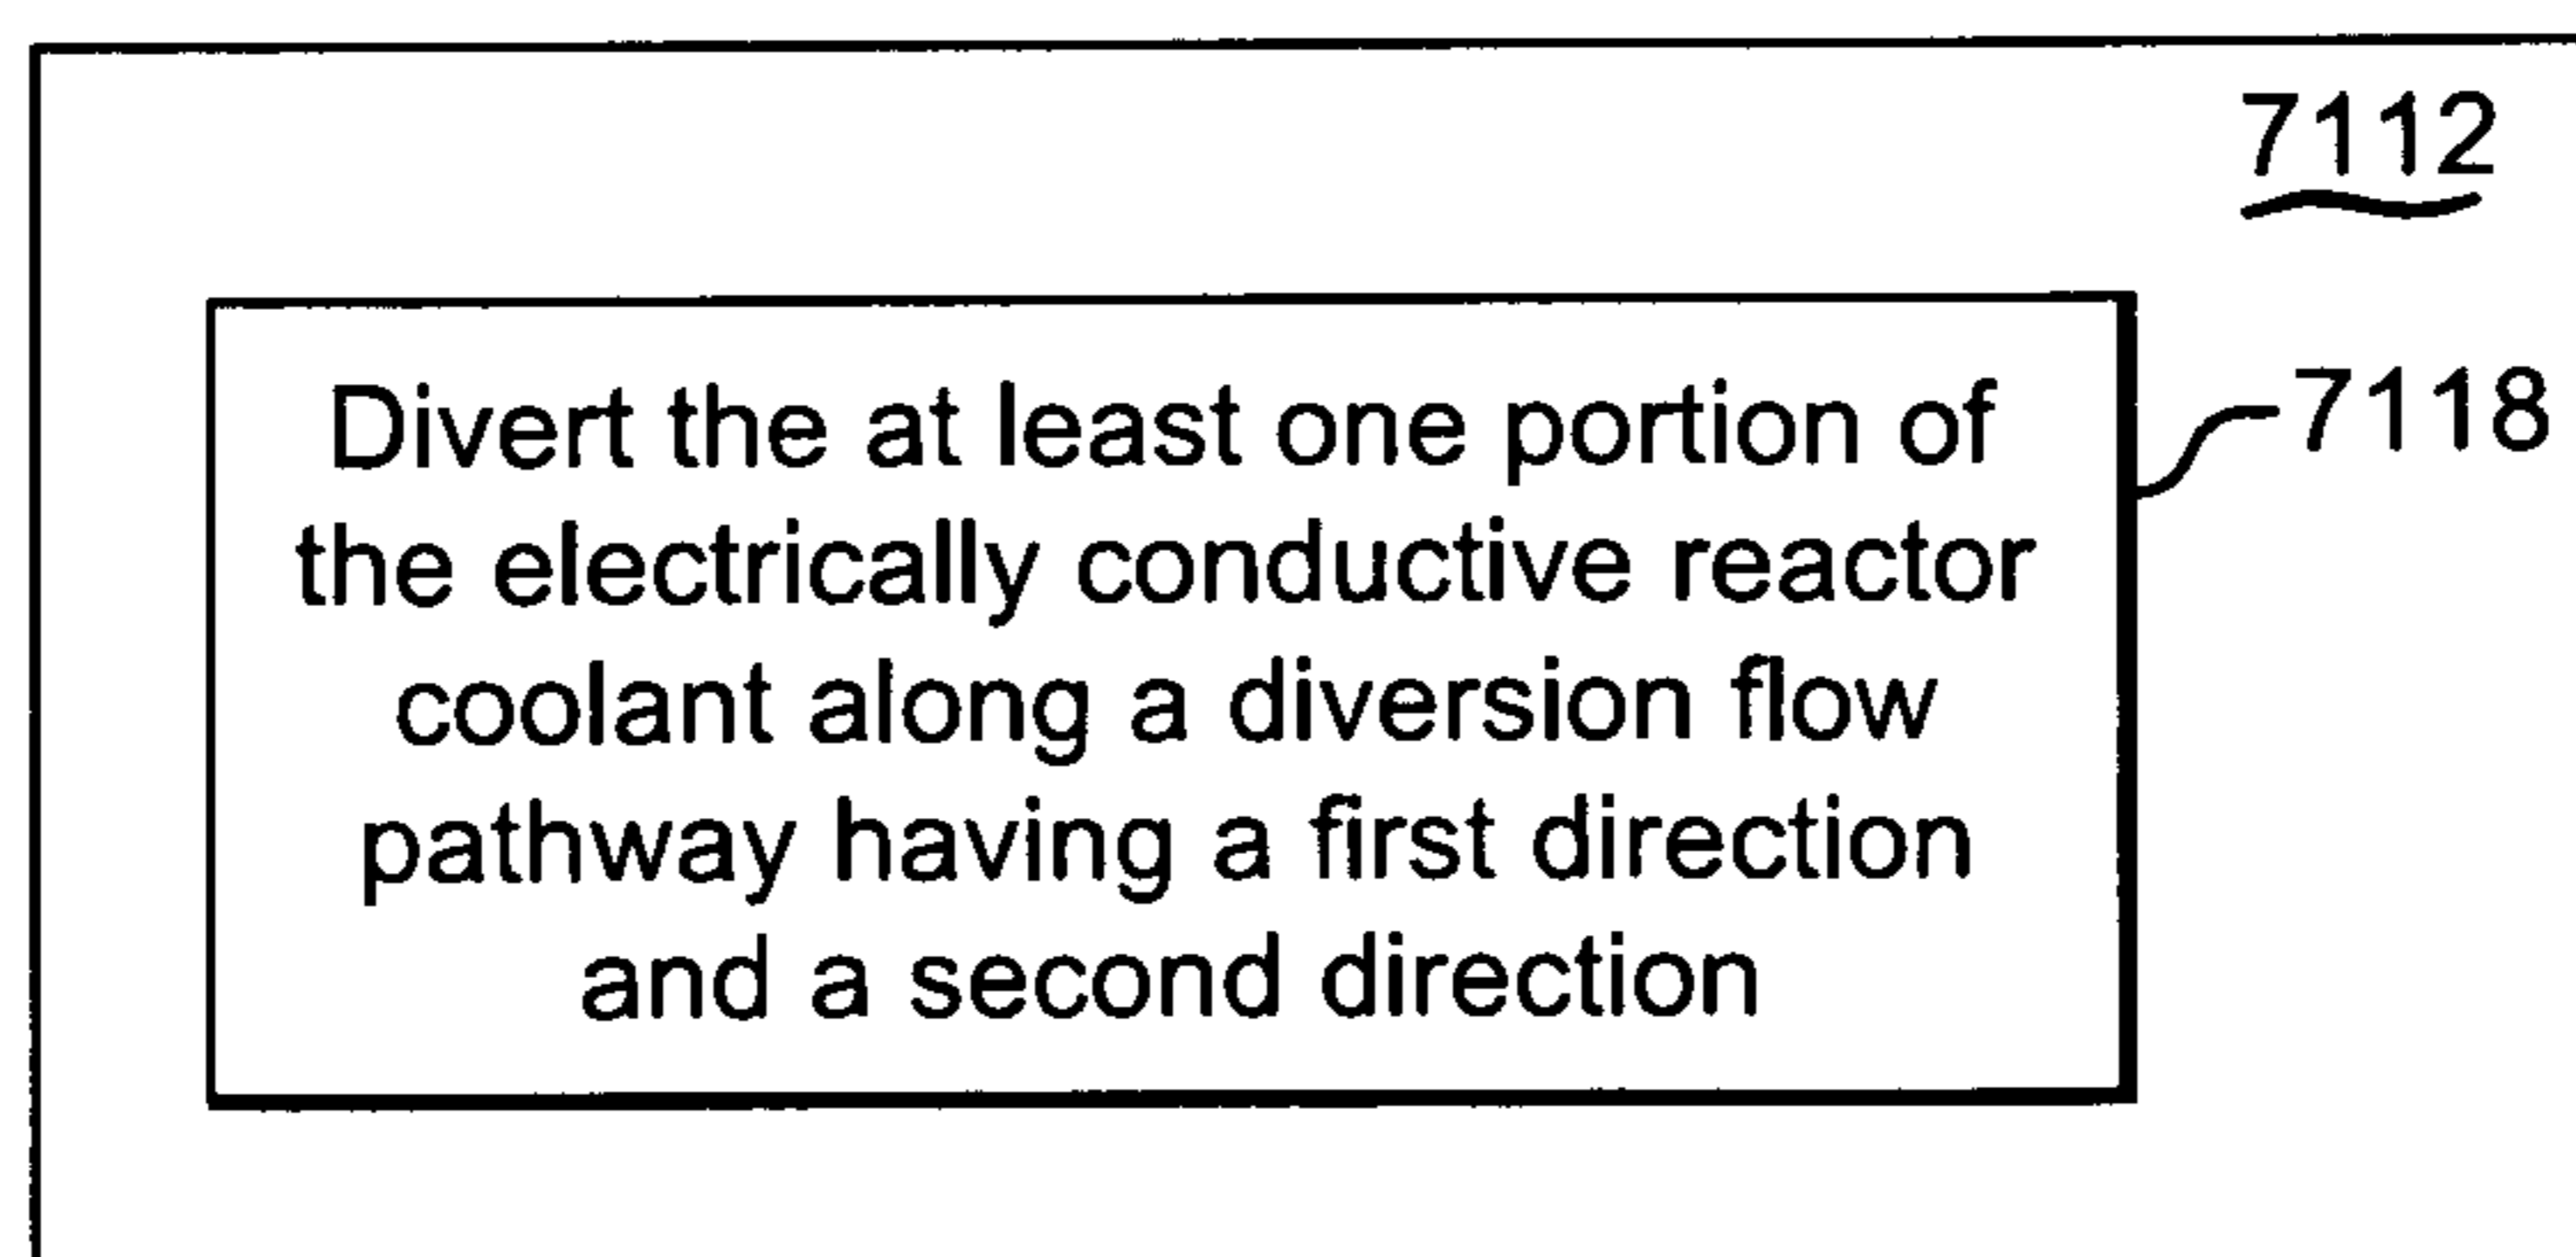 7112
Divert the at least one portion of
the electrically conductive reactor
coolant along a diversion flow
pathway having a first direction
and a second direction
7118